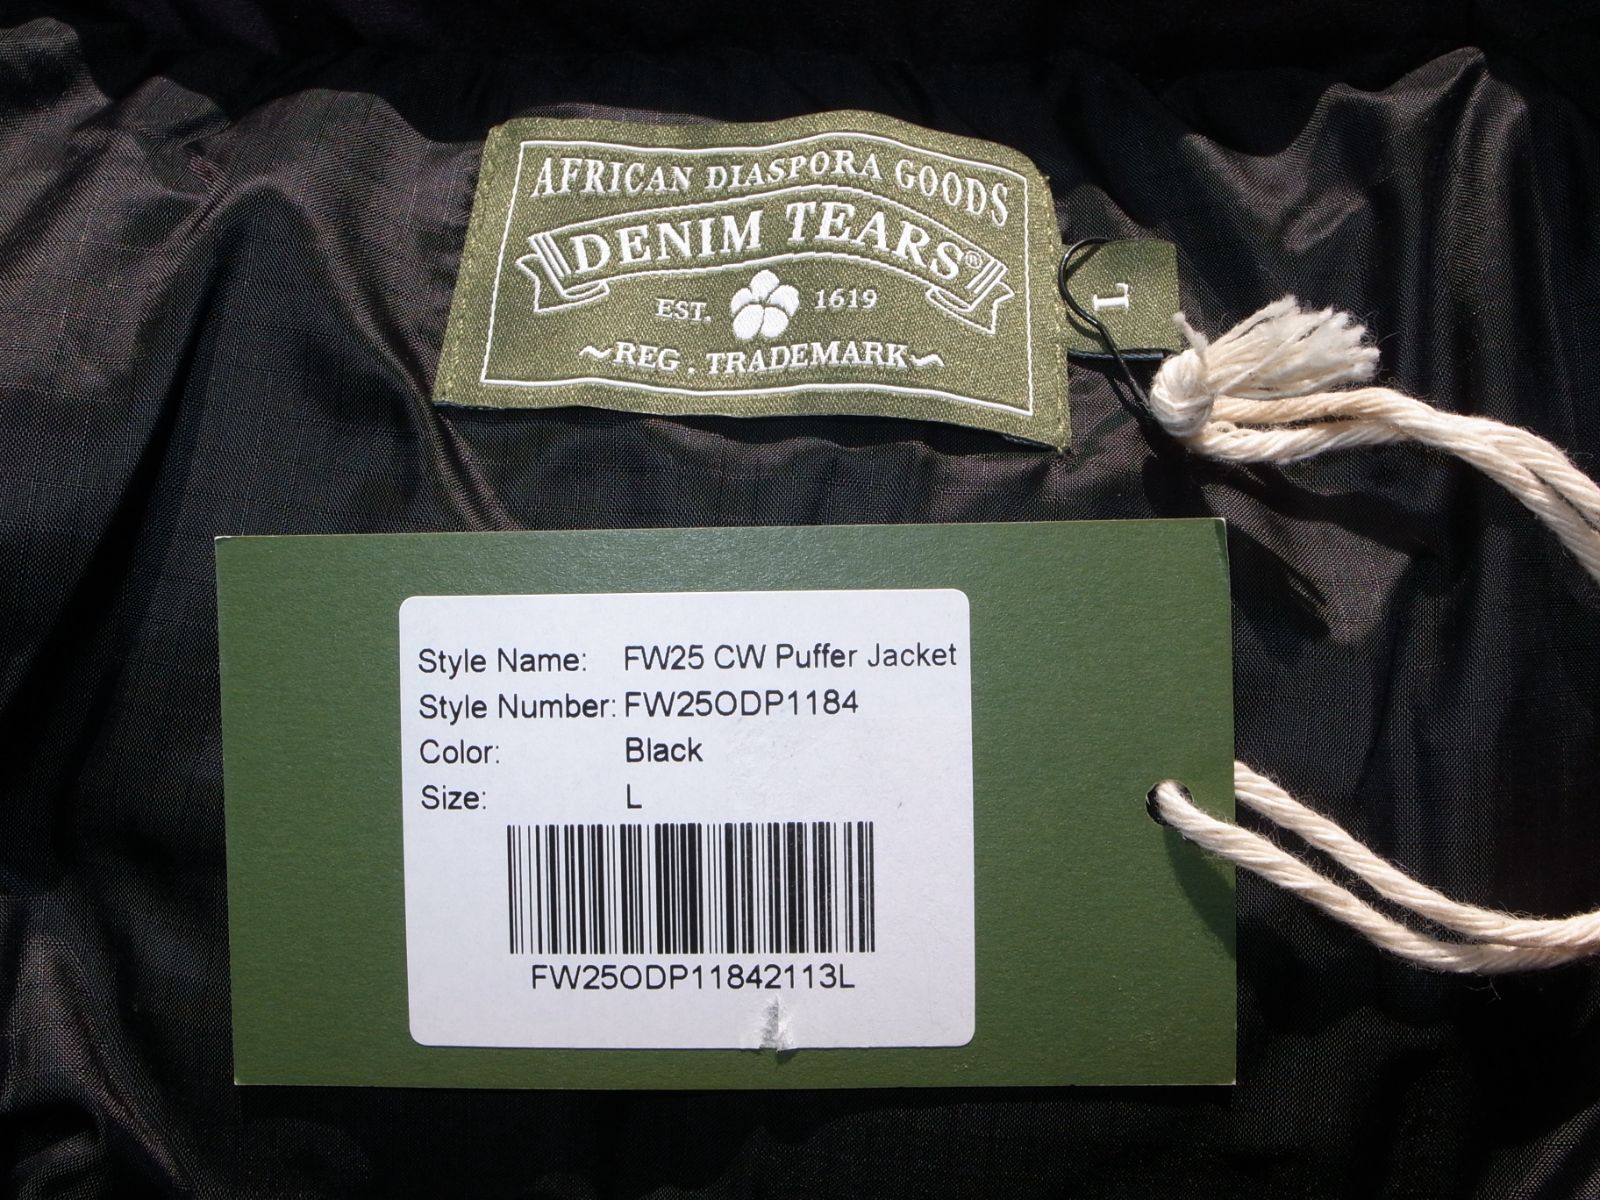 AFRICAN DIASPORA GOODS
DENIM TEARS®
EST. 1619
~REG. TRADEMARK~
L
Style Name: FW25 CW Puffer Jacket
Style Number: FW25ODP1184
Color: Black
Size: L
FW25ODP11842113L